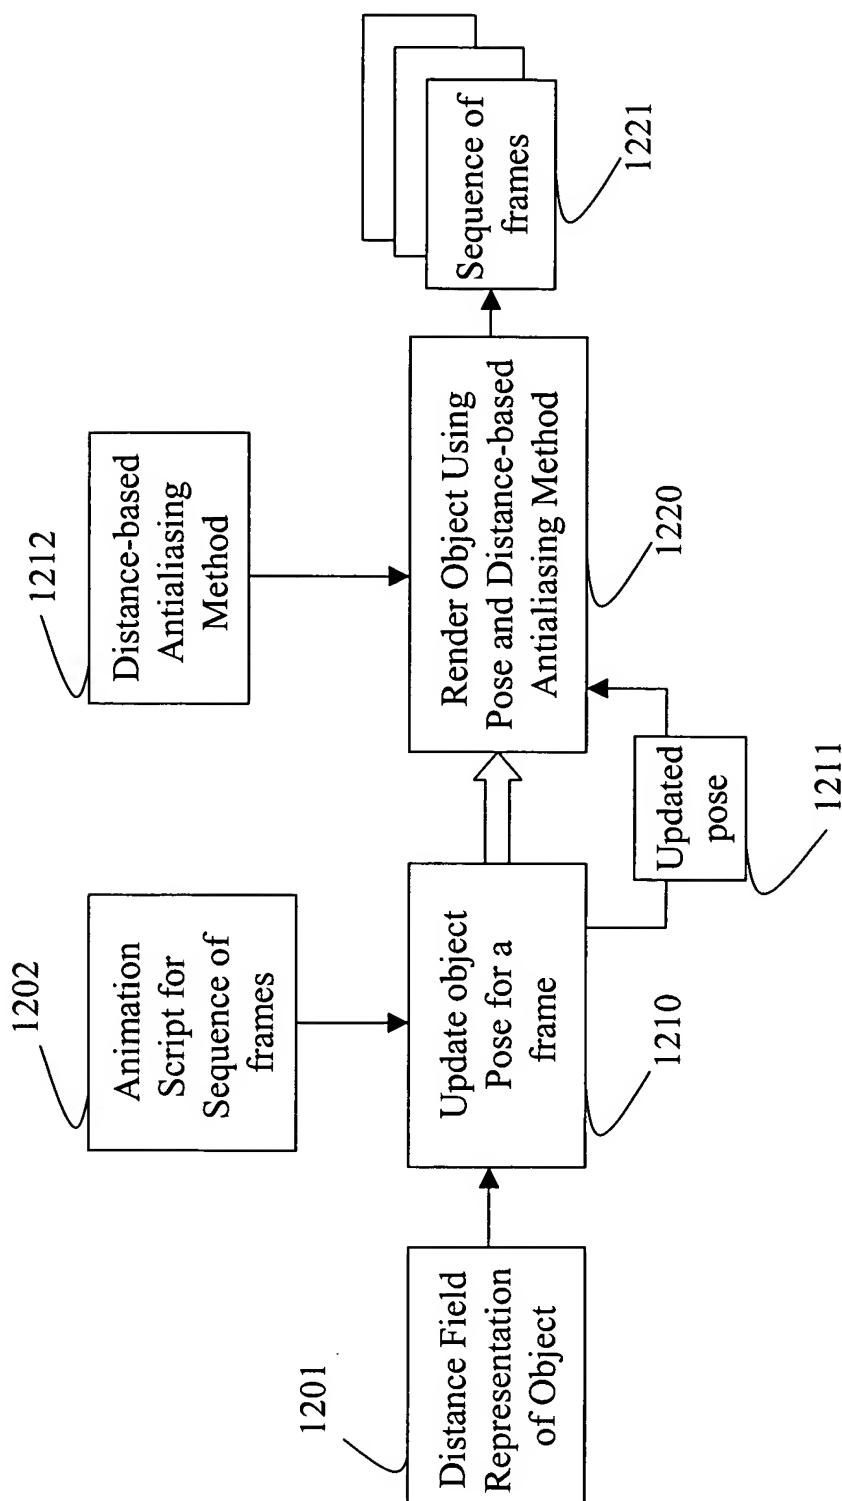 1202
Animation
Script for
Sequence of
frames
1212
Distance-based
Antialiasing
Method
1201
Distance Field
Representation
of Object
Update object
Pose for a
frame
1210
Render Object Using
Pose and Distance-based
Antialiasing Method
1220
Sequence of
frames
1221
Updated
pose
1211